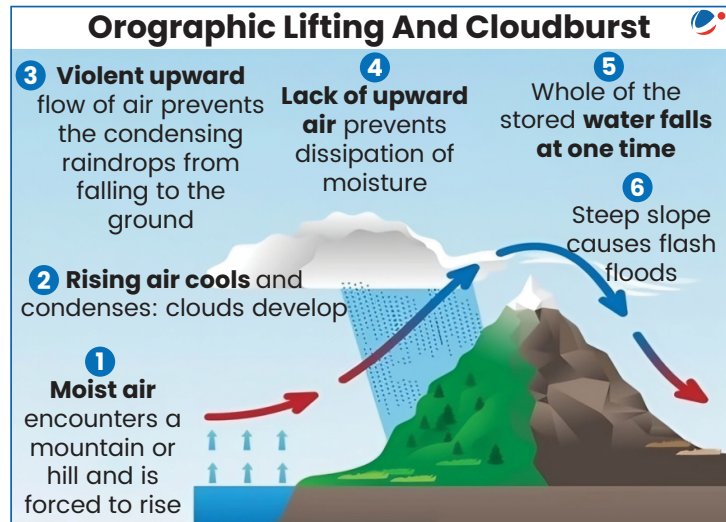 Orographic Lifting And Cloudburst
3 Violent upward
flow of air prevents
the condensing
raindrops from
falling to the
ground
4
Lack of upward
air prevents
dissipation of
moisture
5
Whole of the
stored water falls
at one time
6
Steep slope
causes flash
floods
2 Rising air cools and
condenses: clouds develop
1
Moist air
encounters a
mountain or
hill and is
forced to rise